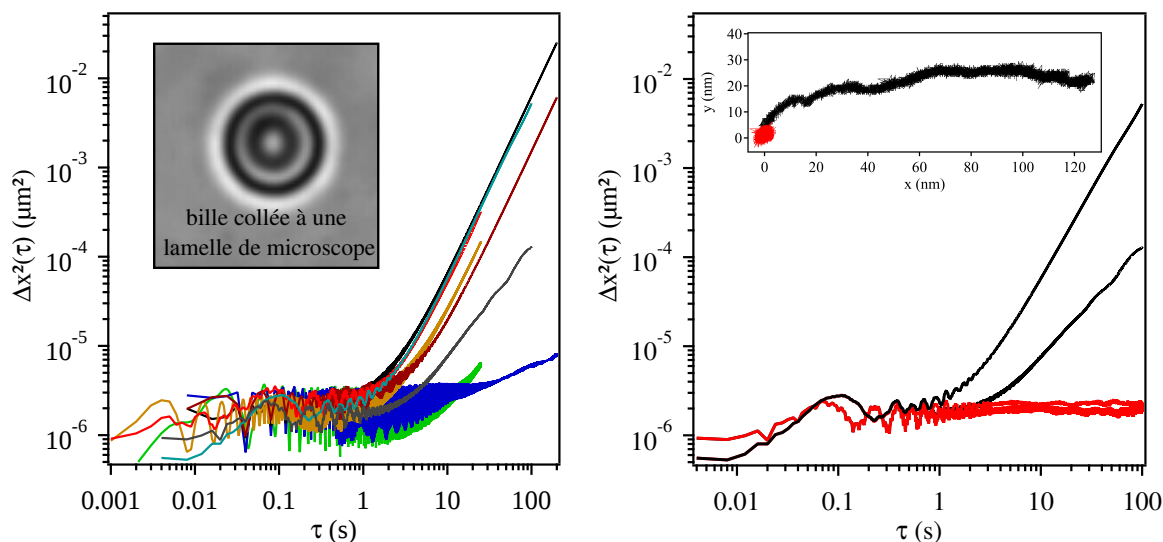 Δx²(τ) (μm²)
10⁻²
10⁻³
10⁻⁴
10⁻⁵
10⁻⁶
bille collée à une
lamelle de microscope
0.001 0.01 0.1 1 10 100
τ (s)
Δx²(τ) (μm²)
10⁻²
10⁻³
10⁻⁴
10⁻⁵
10⁻⁶
y (nm)
40
30
20
10
0
0 20 40 60 80 100 120
x (nm)
0.01 0.1 1 10 100
τ (s)